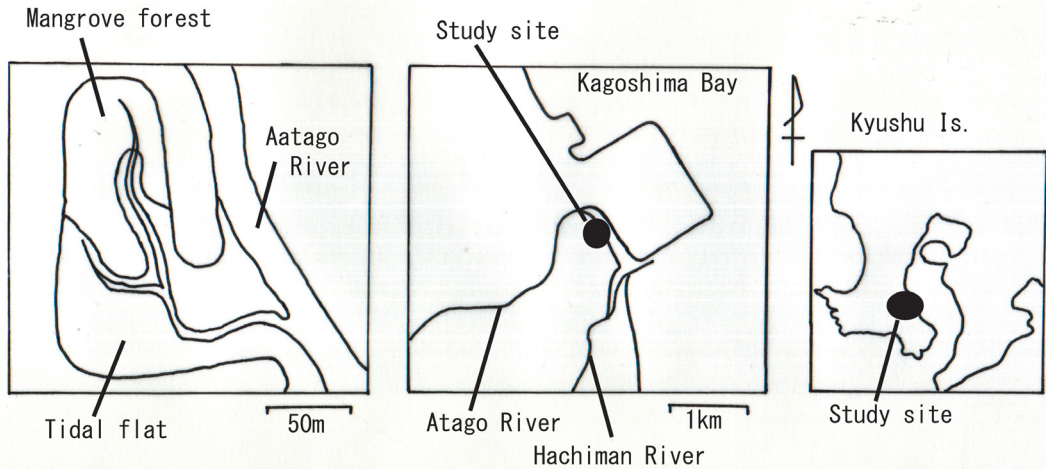 Mangrove forest
Aatago
River
Tidal flat
50m
Study site
Kagoshima Bay
Atago River
Hachiman River
1km
Kyushu Is.
Study site